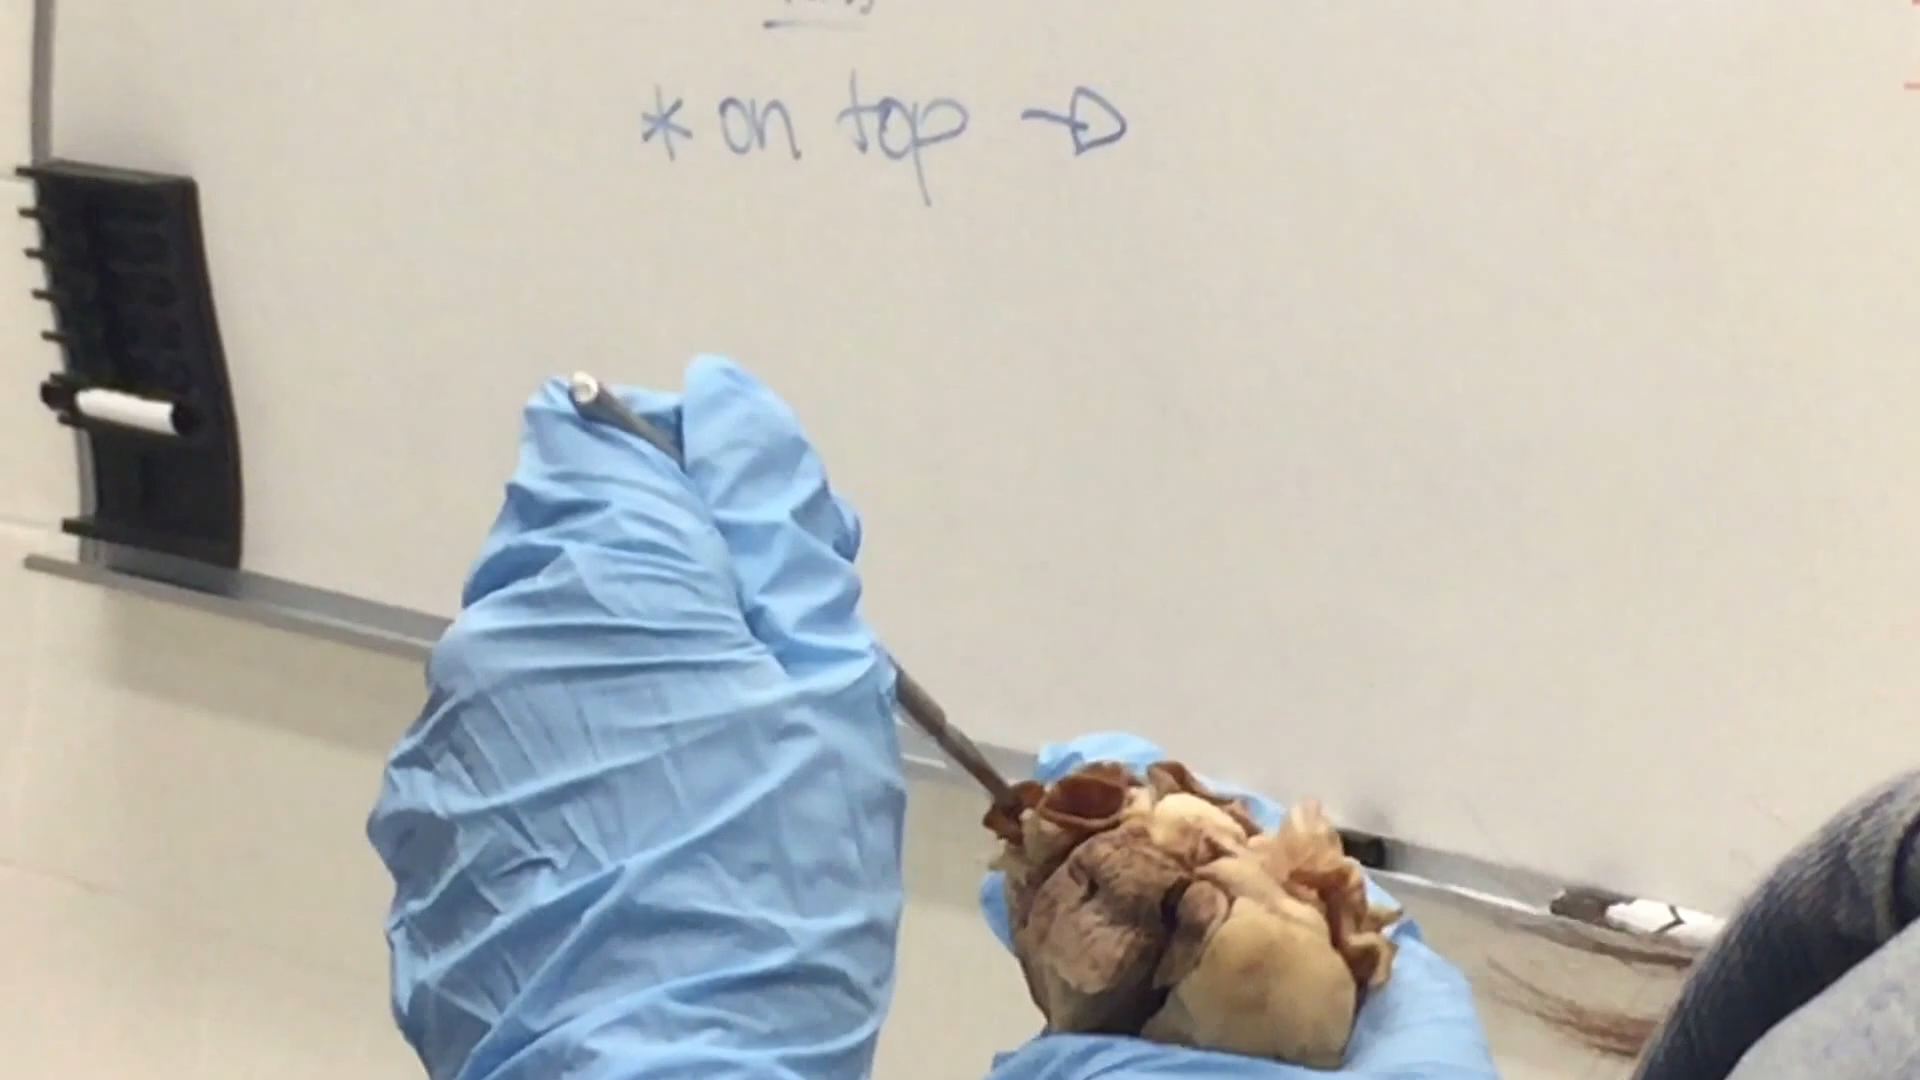 * on top →